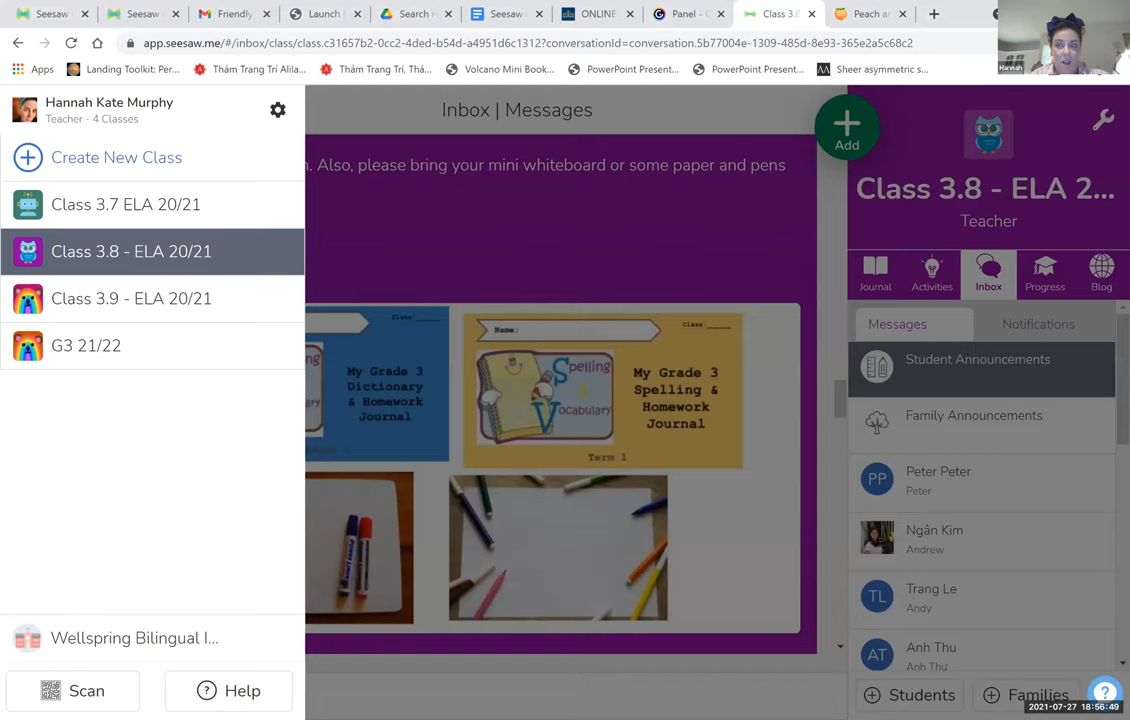 Seesaw
Seesaw
Friendly
Launch
Search
Seesaw
ONLINE
Panel -
Class 3.8
Peach ar
app.seesaw.me/#/inbox/class/class.c31657b2-0cc2-4ded-b54d-a4951d6c1312?conversationId=conversation.5b77004e-1309-485d-8e93-365e2a5c68c2
Apps
Landing Toolkit: Per...
Thảm Trang Trí Alila...
Thảm Trang Trí, Thả...
Volcano Mini Book...
PowerPoint Present...
PowerPoint Present...
Sheer asymmetric s...
Hannah
Hannah Kate Murphy
Teacher - 4 Classes
Create New Class
Class 3.7 ELA 20/21
Class 3.8 - ELA 20/21
Class 3.9 - ELA 20/21
G3 21/22
Wellspring Bilingual I...
Scan
Help
Inbox | Messages
Also, please bring your mini whiteboard or some paper and pens
Class:
My Grade 3
Dictionary
& Homework
Journal
Name:
Class:
Spelling
&
Vocabulary
My Grade 3
Spelling &
Homework
Journal
Term 1
Add
Class 3.8 - ELA 2...
Teacher
Journal
Activities
Inbox
Progress
Blog
Messages
Notifications
Student Announcements
Family Announcements
PP
Peter Peter
Peter
Ngân Kim
Andrew
TL
Trang Le
Andy
AT
Anh Thu
Anh Thư
Students
Families
2021-07-27 18:56:49